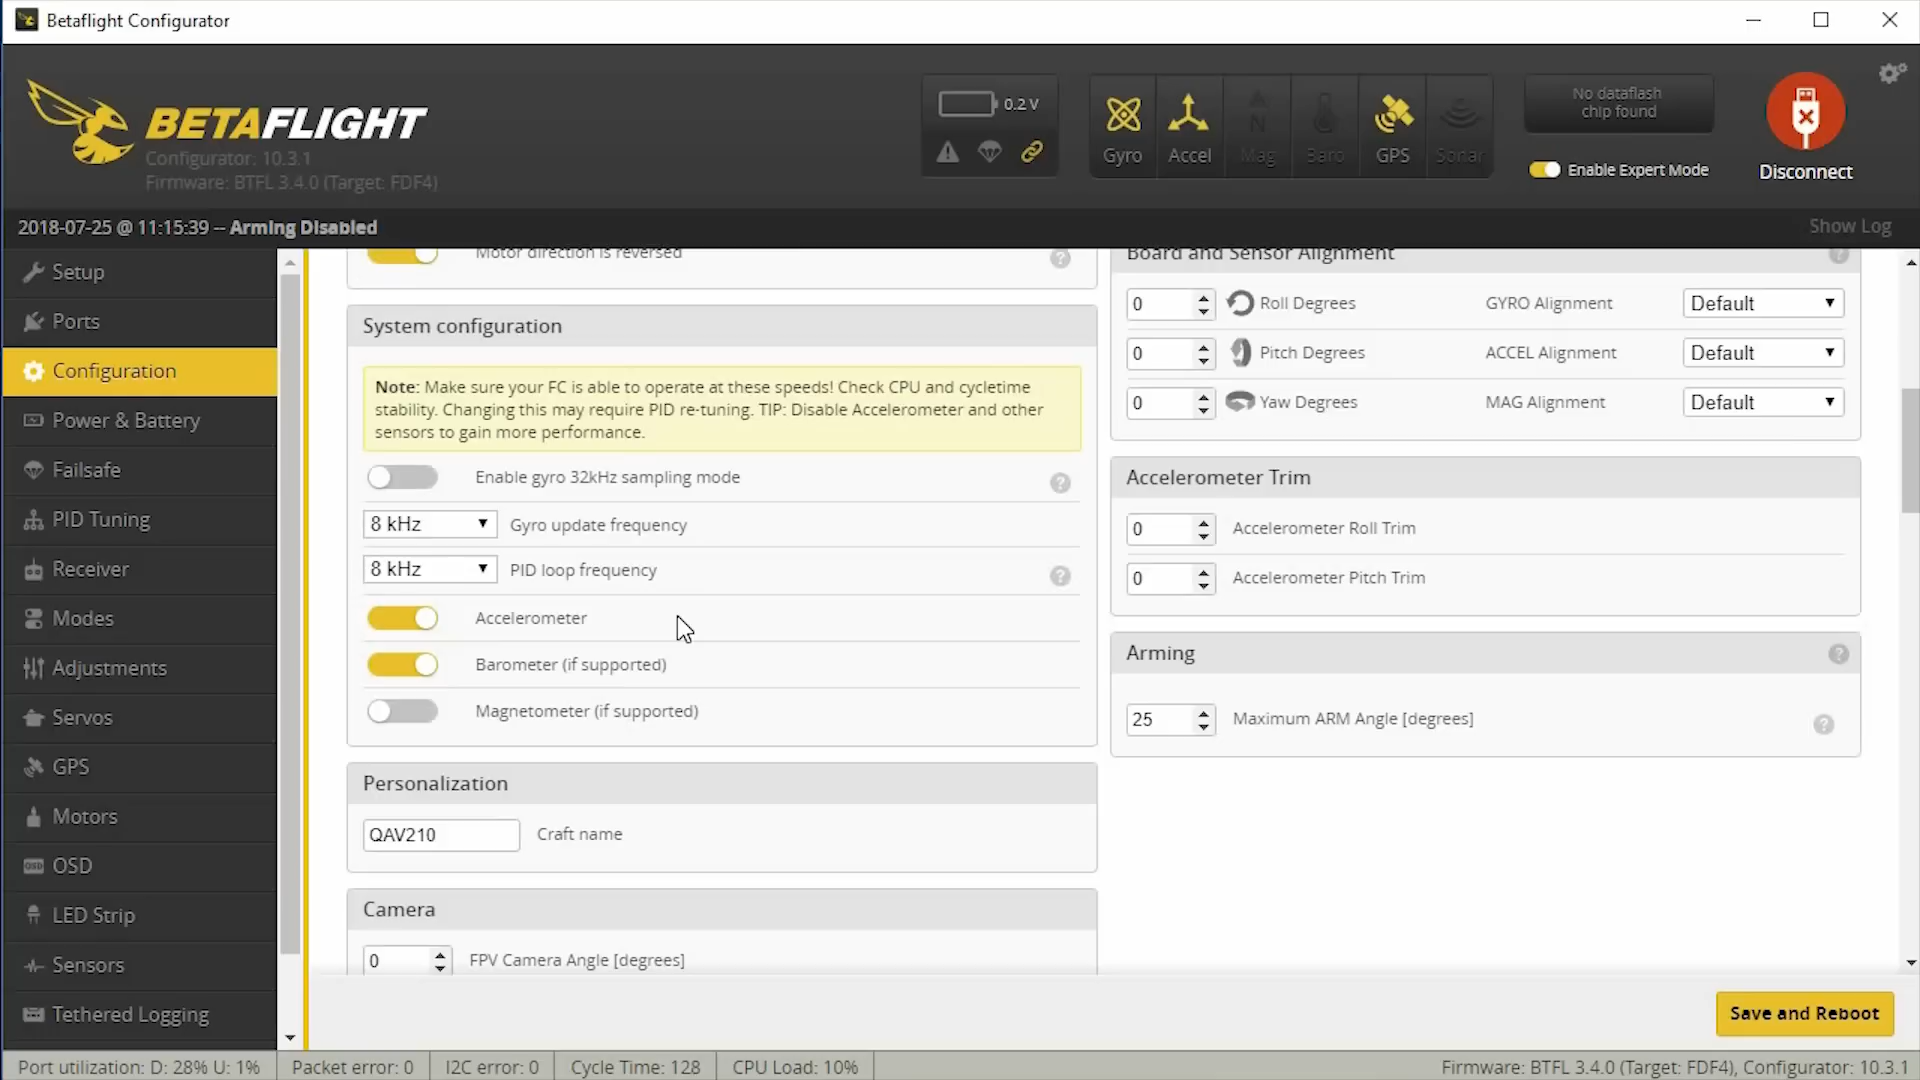 Betaflight Configurator
BETAFLIGHT
Configurator: 10.3.1
Firmware: BTFL 3.4.0 (Target: FDF4)
0.2 V
Gyro
Accel
Mag
Baro
GPS
Sonar
No dataflash
chip found
Enable Expert Mode
Disconnect
2018-07-25 @ 11:15:39 -- Arming Disabled
Show Log
Setup
Ports
Configuration
Power & Battery
Failsafe
PID Tuning
Receiver
Modes
Adjustments
Servos
GPS
Motors
OSD
LED Strip
Sensors
Tethered Logging
Motor direction is reversed
System configuration
Note: Make sure your FC is able to operate at these speeds! Check CPU and cycletime
stability. Changing this may require PID re-tuning. TIP: Disable Accelerometer and other
sensors to gain more performance.
Enable gyro 32kHz sampling mode
8 kHz Gyro update frequency
8 kHz PID loop frequency
Accelerometer
Barometer (if supported)
Magnetometer (if supported)
Personalization
QAV210 Craft name
Camera
0 FPV Camera Angle [degrees]
Board and Sensor Alignment
0 Roll Degrees GYRO Alignment Default
0 Pitch Degrees ACCEL Alignment Default
0 Yaw Degrees MAG Alignment Default
Accelerometer Trim
0 Accelerometer Roll Trim
0 Accelerometer Pitch Trim
Arming
25 Maximum ARM Angle [degrees]
Save and Reboot
Port utilization: D: 28% U: 1% Packet error: 0 I2C error: 0 Cycle Time: 128 CPU Load: 10% Firmware: BTFL 3.4.0 (Target: FDF4), Configurator: 10.3.1